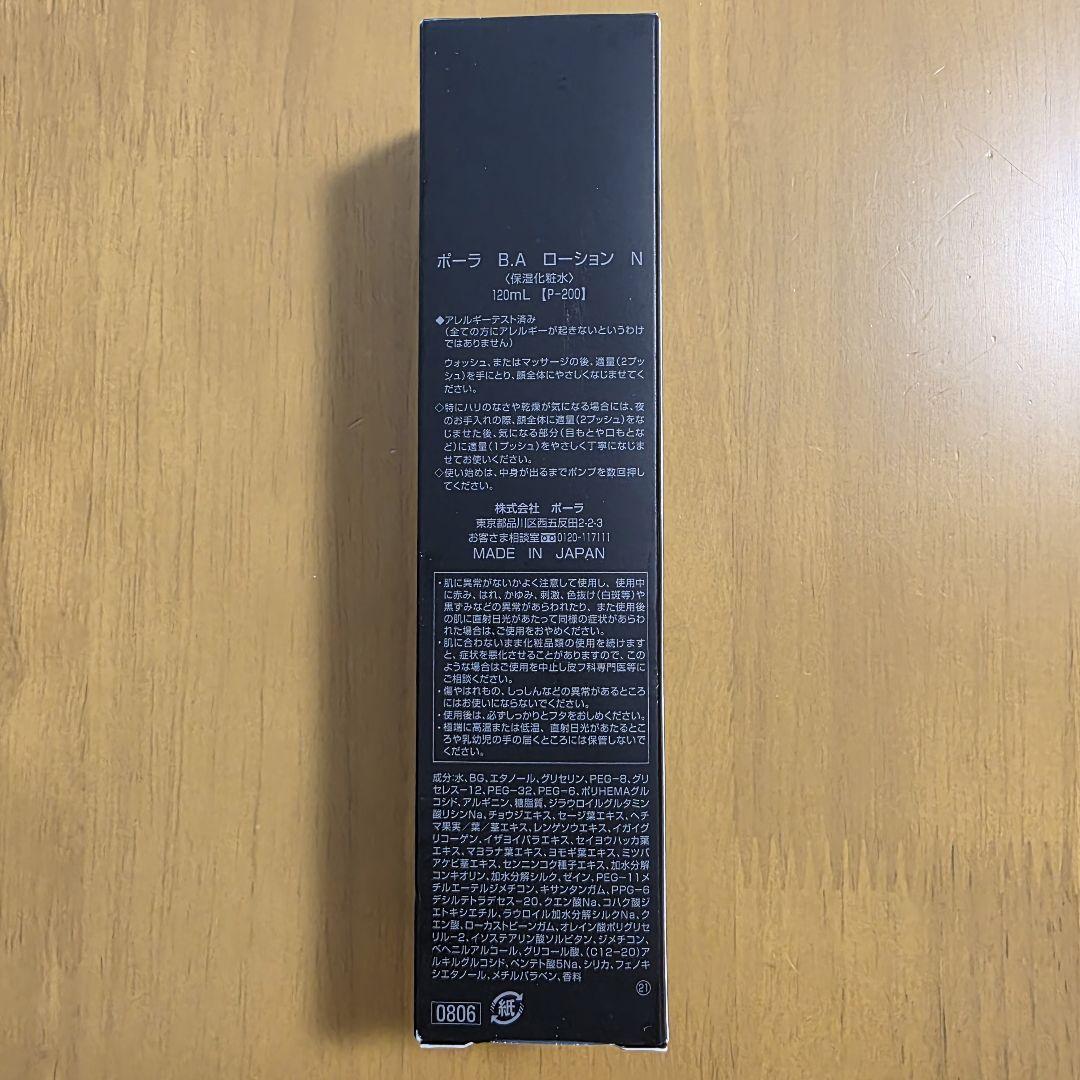 ポーラ B.A ローション N
〈保湿化粧水〉
120mL 【P-200】
◆アレルギーテスト済み
(全ての方にアレルギーが起きないというわけ
ではありません)
ウォッシュ、またはマッサージの後、適量(2プッ
シュ)を手にとり、顔全体にやさしくなじませてく
ださい。
◇特にハリのなさや乾燥が気になる場合には、夜
のお手入れの際、顔全体に適量(2プッシュ)をな
じませた後、気になる部分(目もとや口もとな
ど)に適量(1プッシュ)をやさしく丁寧になじま
せてお使いください。
◇使い始めは、中身が出るまでポンプを数回押し
てください。
株式会社 ポーラ
東京都品川区西五反田2-2-3
お客さま相談室 0120-117111
MADE IN JAPAN
・肌に異常がないかよく注意して使用し、使用中
に赤み、はれ、かゆみ、刺激、色抜け(白斑等)や
黒ずみなどの異常があらわれたり、また使用後
の肌に直射日光があたって同様の症状があらわ
れた場合は、ご使用をおやめください。
・肌に合わないまま化粧品類の使用を続けます
と、症状を悪化させることがありますので、この
ような場合はご使用を中止し皮フ科専門医等に
ご相談ください。
・傷やはれもの、しっしんなどの異常があるところ
にはお使いにならないでください。
・使用後は、必ずしっかりとフタをおしめください。
・極端に高温または低温、直射日光があたるとこ
ろや乳幼児の手の届くところには保管しないで
ください。
成分:水、BG、エタノール、グリセリン、PEG-8、グリ
セレス-12、PEG-32、PEG-6、ポリHEMAグル
コシド、アルギニン、糖脂質、ジラウロイルグルタミン
酸リシンNa、チョウジエキス、セージ葉エキス、ヘチ
マ果実/葉/茎エキス、レンゲソウエキス、イガイグ
リコーゲン、イザヨイバラエキス、セイヨウハッカ葉
エキス、マヨラナ葉エキス、ヨモギ葉エキス、ミツバ
アケビ茎エキス、センニンコク種子エキス、加水分解
コンキオリン、加水分解シルク、ゼイン、PEG-11メ
チルエーテルジメチコン、キサンタンガム、PPG-6
デシルテトラデセス-20、クエン酸Na、コハク酸ジ
エトキシエチル、ラウロイル加水分解シルクNa、ク
エン酸、ローカストビーンガム、オレイン酸ポリグリセ
リル-2、イソステアリン酸ソルビタン、ジメチコン、
ベヘニルアルコール、グリコール酸、(C12-20)ア
ルキルグルコシド、ペンテト酸5Na、シリカ、フェノキ
シエタノール、メチルパラベン、香料
㉑
0806 紙